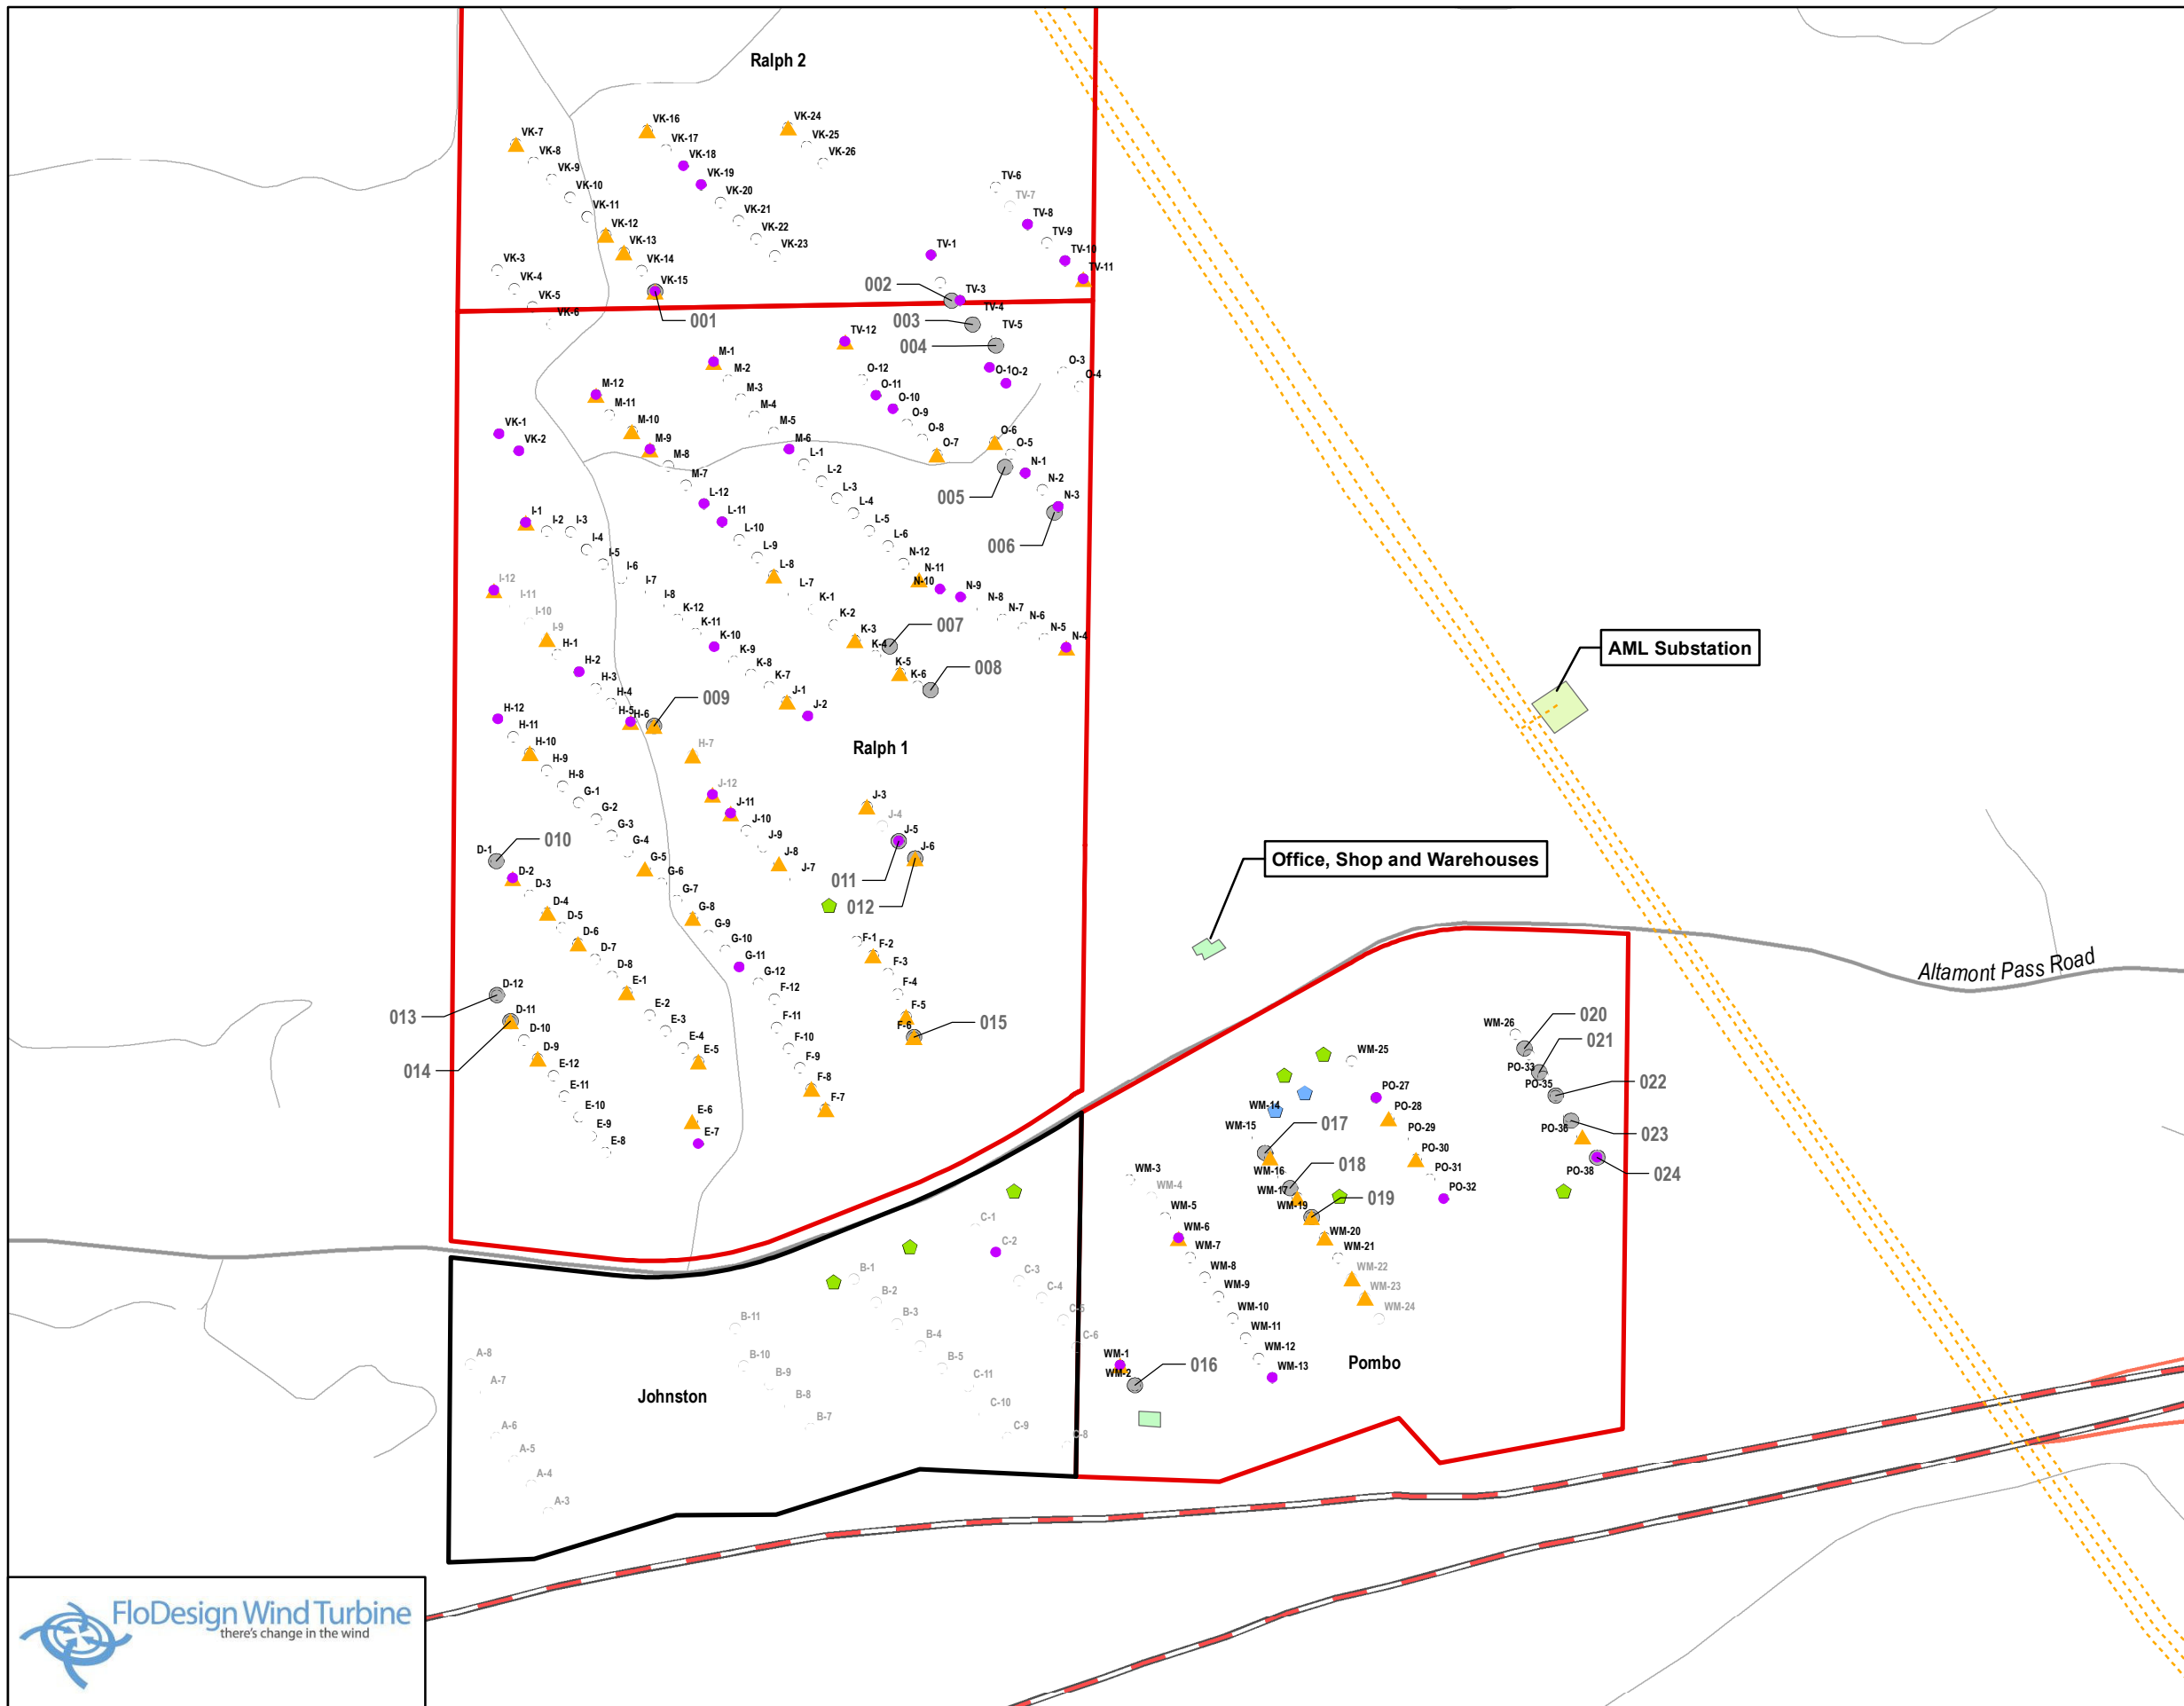 Ralph 2
VK-7
VK-8
VK-9
VK-10
VK-11
VK-12
VK-13
VK-14
VK-15
VK-16
VK-17
VK-18
VK-19
VK-20
VK-21
VK-22
VK-23
VK-24
VK-25
VK-26
VK-3
VK-4
VK-5
VK-6
TV-6
TV-7
TV-8
TV-9
TV-10
TV-11
TV-1
TV-3
TV-4
TV-5
002
003
004
001
TV-12
O-12
O-11
O-10
O-9
O-8
O-7
O-1
O-2
O-3
O-4
O-6
O-5
M-1
M-2
M-3
M-4
M-5
M-6
L-1
L-2
L-3
L-4
L-5
L-6
N-12
N-11
N-10
N-9
N-8
N-7
N-6
N-5
N-4
N-1
N-2
N-3
005
006
M-12
M-11
M-10
M-9
M-8
M-7
L-12
L-11
L-10
L-9
L-8
L-7
K-1
K-2
K-3
K-4
K-5
K-6
007
008
VK-1
VK-2
I-1
I-2
I-3
I-4
I-5
I-6
I-7
I-8
K-12
K-11
K-10
K-9
K-8
K-7
J-1
J-2
I-12
I-11
I-10
I-9
H-1
H-2
H-3
H-4
H-5
H-6
009
H-7
J-12
J-11
J-10
J-9
J-8
J-7
Ralph 1
J-3
J-4
J-5
J-6
011
012
H-12
H-11
H-10
H-9
H-8
G-1
G-2
G-3
G-4
G-5
G-6
G-7
G-8
G-9
G-10
G-11
G-12
F-12
F-11
F-10
F-9
F-8
F-7
F-1
F-2
F-3
F-4
F-5
F-6
015
010
D-1
D-2
D-3
D-4
D-5
D-6
D-7
D-8
E-1
E-2
E-3
E-4
E-5
E-6
E-7
013
014
D-12
D-11
D-10
D-9
E-12
E-11
E-10
E-9
E-8
AML Substation
Office, Shop and Warehouses
Altamont Pass Road
WM-26
020
021
PO-33
PO-35
022
PO-36
023
PO-38
024
WM-25
PO-27
PO-28
PO-29
PO-30
PO-31
PO-32
WM-14
WM-15
017
WM-16
018
WM-17
WM-19
019
WM-20
WM-21
WM-22
WM-23
WM-24
WM-3
WM-4
WM-5
WM-6
WM-7
WM-8
WM-9
WM-10
WM-11
WM-12
WM-13
WM-1
WM-2
016
Pombo
C-1
C-2
C-3
C-4
C-5
C-6
B-1
B-2
B-3
B-4
B-5
C-11
C-10
C-9
C-8
B-11
B-10
B-9
B-8
B-7
A-8
A-7
A-6
A-5
A-4
A-3
Johnston
FloDesign Wind Turbine
there's change in the wind